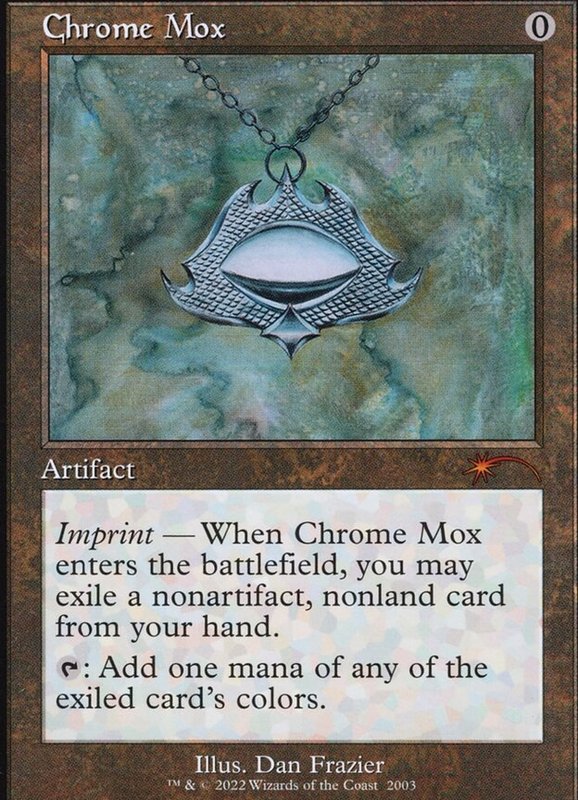 Chrome Mox 0
Artifact
Imprint — When Chrome Mox
enters the battlefield, you may
exile a nonartifact, nonland card
from your hand.
: Add one mana of any of the
exiled card's colors.
Illus. Dan Frazier
™ & © 2022 Wizards of the Coast 2003